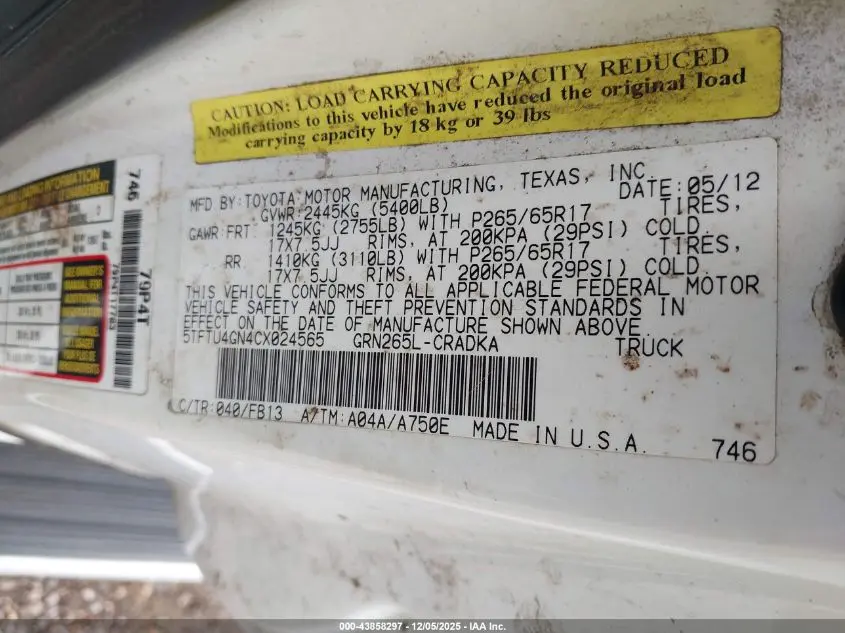 CAUTION: LOAD CARRYING CAPACITY REDUCED
Modifications to this vehicle have reduced the original load
carrying capacity by 18 kg or 39 lbs
MFD BY: TOYOTA MOTOR MANUFACTURING, TEXAS, INC.
DATE: 05/12
GVWR: 2445KG (5400LB)
GAWR FRT 1245KG (2755LB) WITH P265/65R17 TIRES,
17X7.5JJ RIMS, AT 200KPA (29PSI) COLD.
RR 1410KG (3110LB) WITH P265/65R17 TIRES,
17X7.5JJ RIMS, AT 200KPA (29PSI) COLD.
THIS VEHICLE CONFORMS TO ALL APPLICABLE FEDERAL MOTOR
VEHICLE SAFETY AND THEFT PREVENTION STANDARDS IN
EFFECT ON THE DATE OF MANUFACTURE SHOWN ABOVE.
5TFTU4GN4CX024565 GRN265L-CRADKA TRUCK
C/TR: 040/FB13 A/TM: A04A/A750E MADE IN U.S.A.
746
746
79P4T
000-43858297 - 12/05/2025 - IAA Inc.